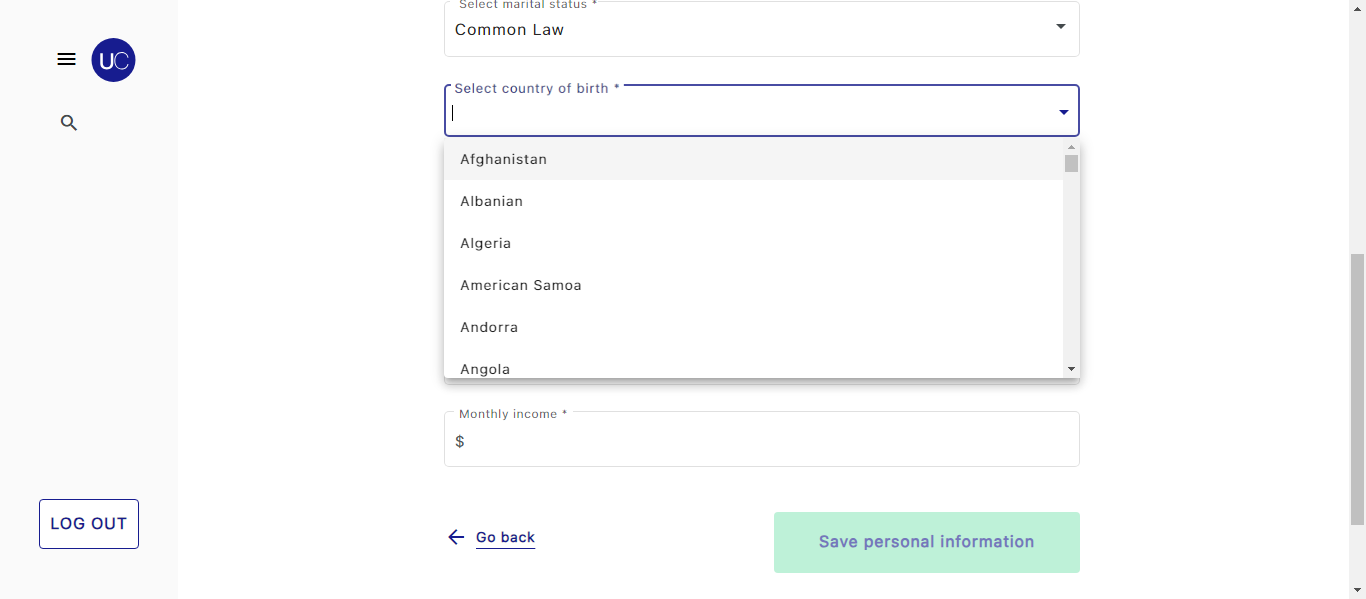 Select marital status *
Common Law
UC
Select country of birth *
Afghanistan
Albanian
Algeria
American Samoa
Andorra
Angola
Monthly income *
$
LOG OUT
Go back
Save personal information